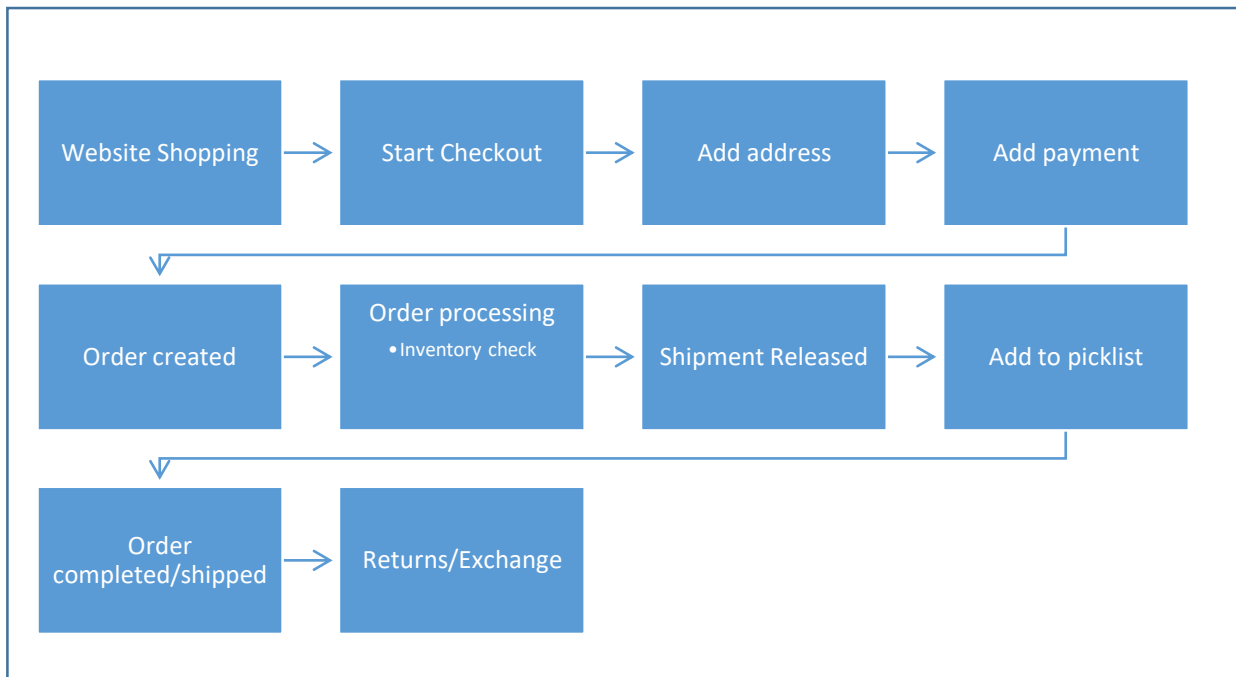 Website Shopping
Start Checkout
Add address
Add payment
Order created
Order processing
• Inventory check
Shipment Released
Add to picklist
Order
completed/shipped
Returns/Exchange